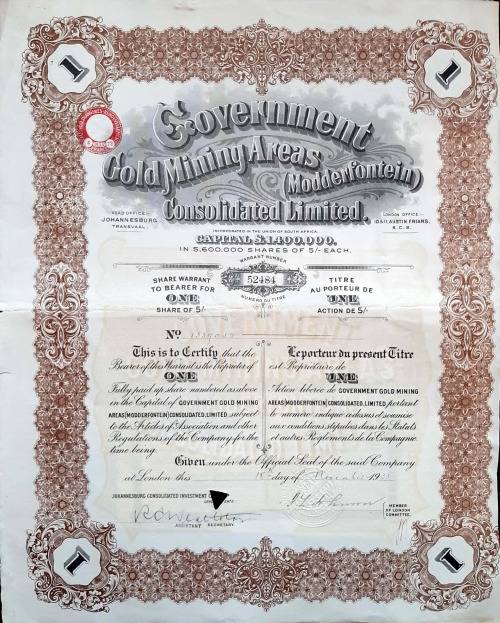 1
1
Government
Gold Mining Areas
(Modderfontein)
Consolidated Limited.
HEAD OFFICE:-
JOHANNESBURG,
TRANSVAAL.
LONDON OFFICE:-
10 & 11, AUSTIN FRIARS,
E.C.2.
INCORPORATED IN THE UNION OF SOUTH AFRICA.
CAPITAL £1,400,000.
IN 5,600,000 SHARES OF 5/- EACH.
WARRANT NUMBER
52484
NUMERO DU TITRE
SHARE WARRANT
TO BEARER FOR
ONE
SHARE OF 5/-
TITRE
AU PORTEUR DE
UNE
ACTION DE 5/-
No.
This is to Certify that the
Bearer of this Warrant is the Proprietor of
ONE
Fully paid up share numbered as above
in the Capital of GOVERNMENT GOLD MINING
AREAS (MODDERFONTEIN) CONSOLIDATED, LIMITED subject
to the Articles of Association and other
Regulations of the Company for the
time being.
Le porteur du présent Titre
est Propriétaire de
UNE
Action libérée de GOVERNMENT GOLD MINING
AREAS (MODDERFONTEIN) CONSOLIDATED, LIMITED portant
le numéro indiqué ci-dessus et soumise
aux conditions stipulées dans les Statuts
et autres Reglements de la Compagnie
Given under the Official Seal of the said Company
at London this day of December 19
JOHANNESBURG CONSOLIDATED INVESTMENT
ASSISTANT SECRETARY.
MEMBER
OF LONDON
COMMITTEE.
1
1